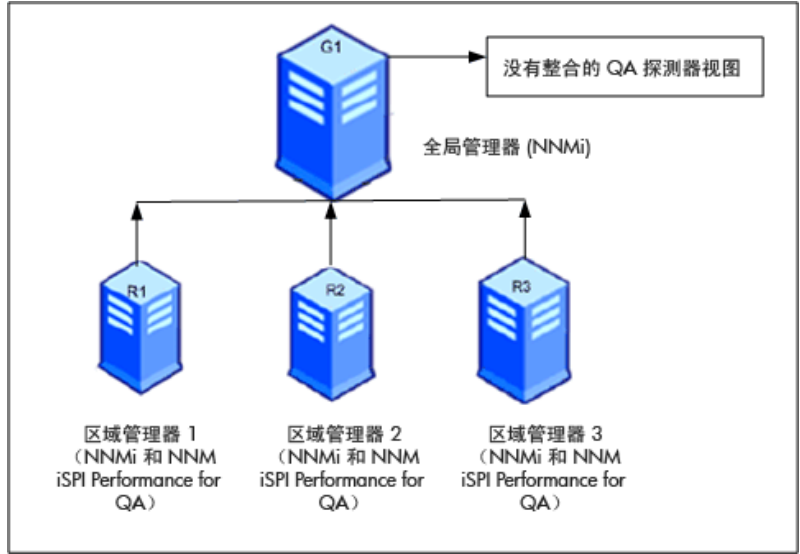 G1
没有整合的 QA 探测器视图
全局管理器 (NNMi)
R1
R2
R3
区域管理器 1
（NNMi 和 NNM
iSPI Performance for
QA）
区域管理器 2
（NNMi 和 NNM
iSPI Performance for
QA）
区域管理器 3
（NNMi 和 NNM
iSPI Performance for
QA）